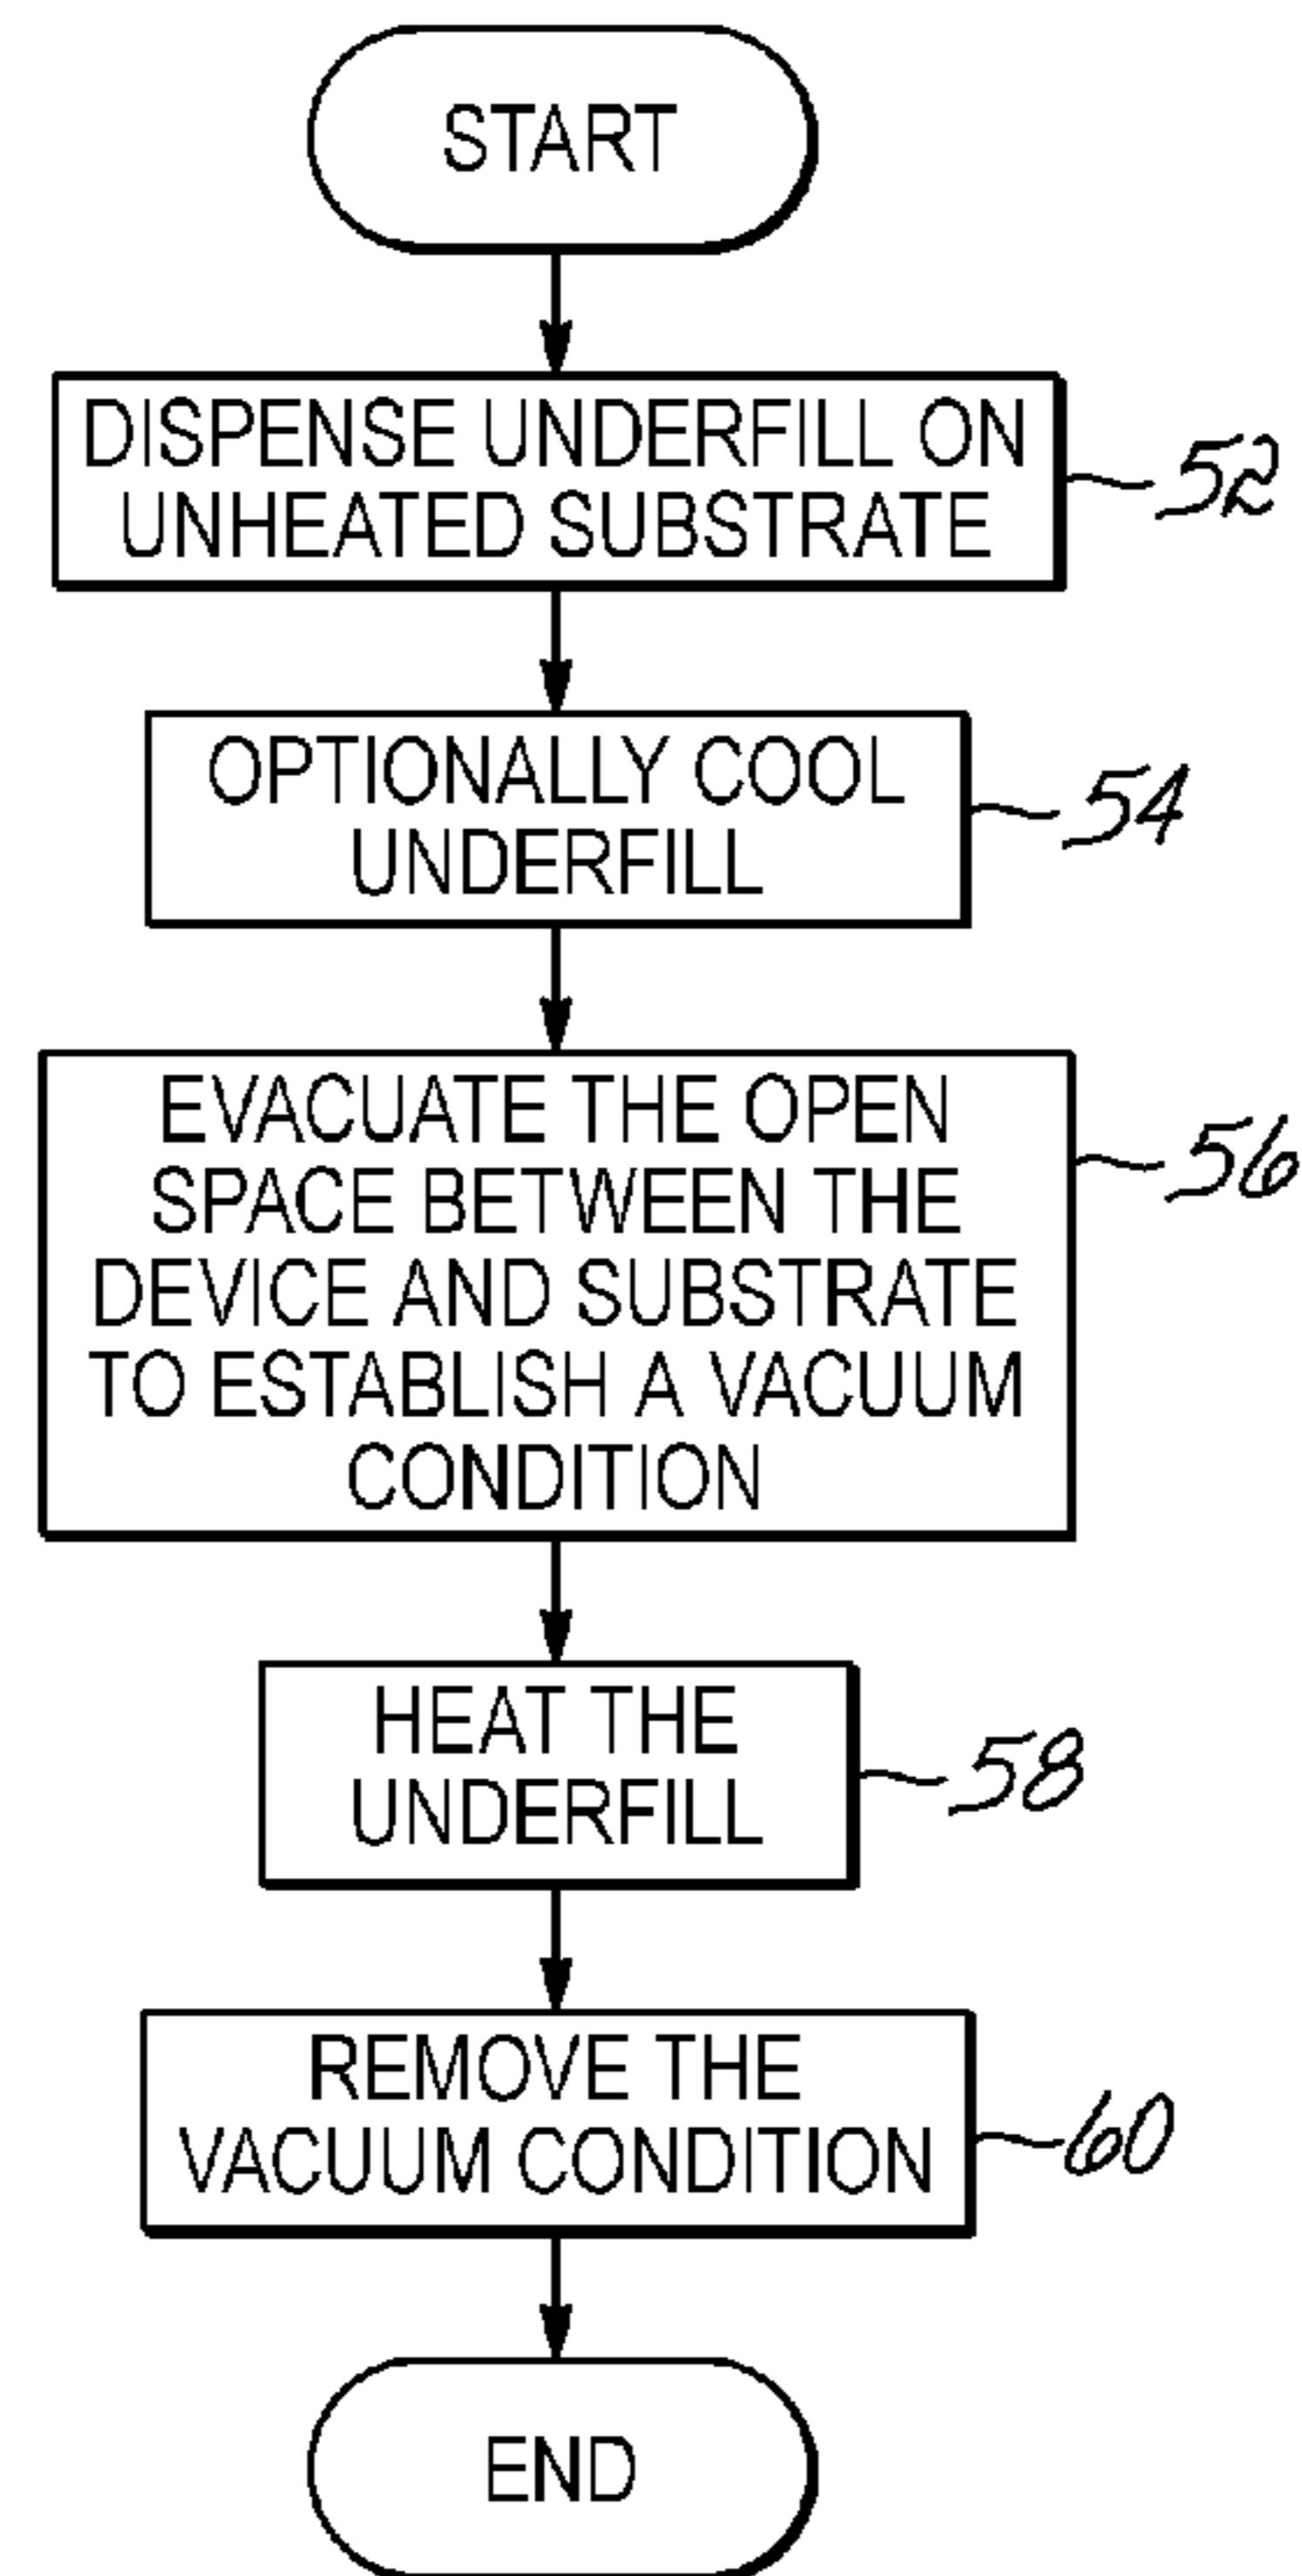 START
DISPENSE UNDERFILL ON
UNHEATED SUBSTRATE
52
OPTIONALLY COOL
UNDERFILL
54
EVACUATE THE OPEN
SPACE BETWEEN THE
DEVICE AND SUBSTRATE
TO ESTABLISH A VACUUM
CONDITION
56
HEAT THE
UNDERFILL
58
REMOVE THE
VACUUM CONDITION
60
END